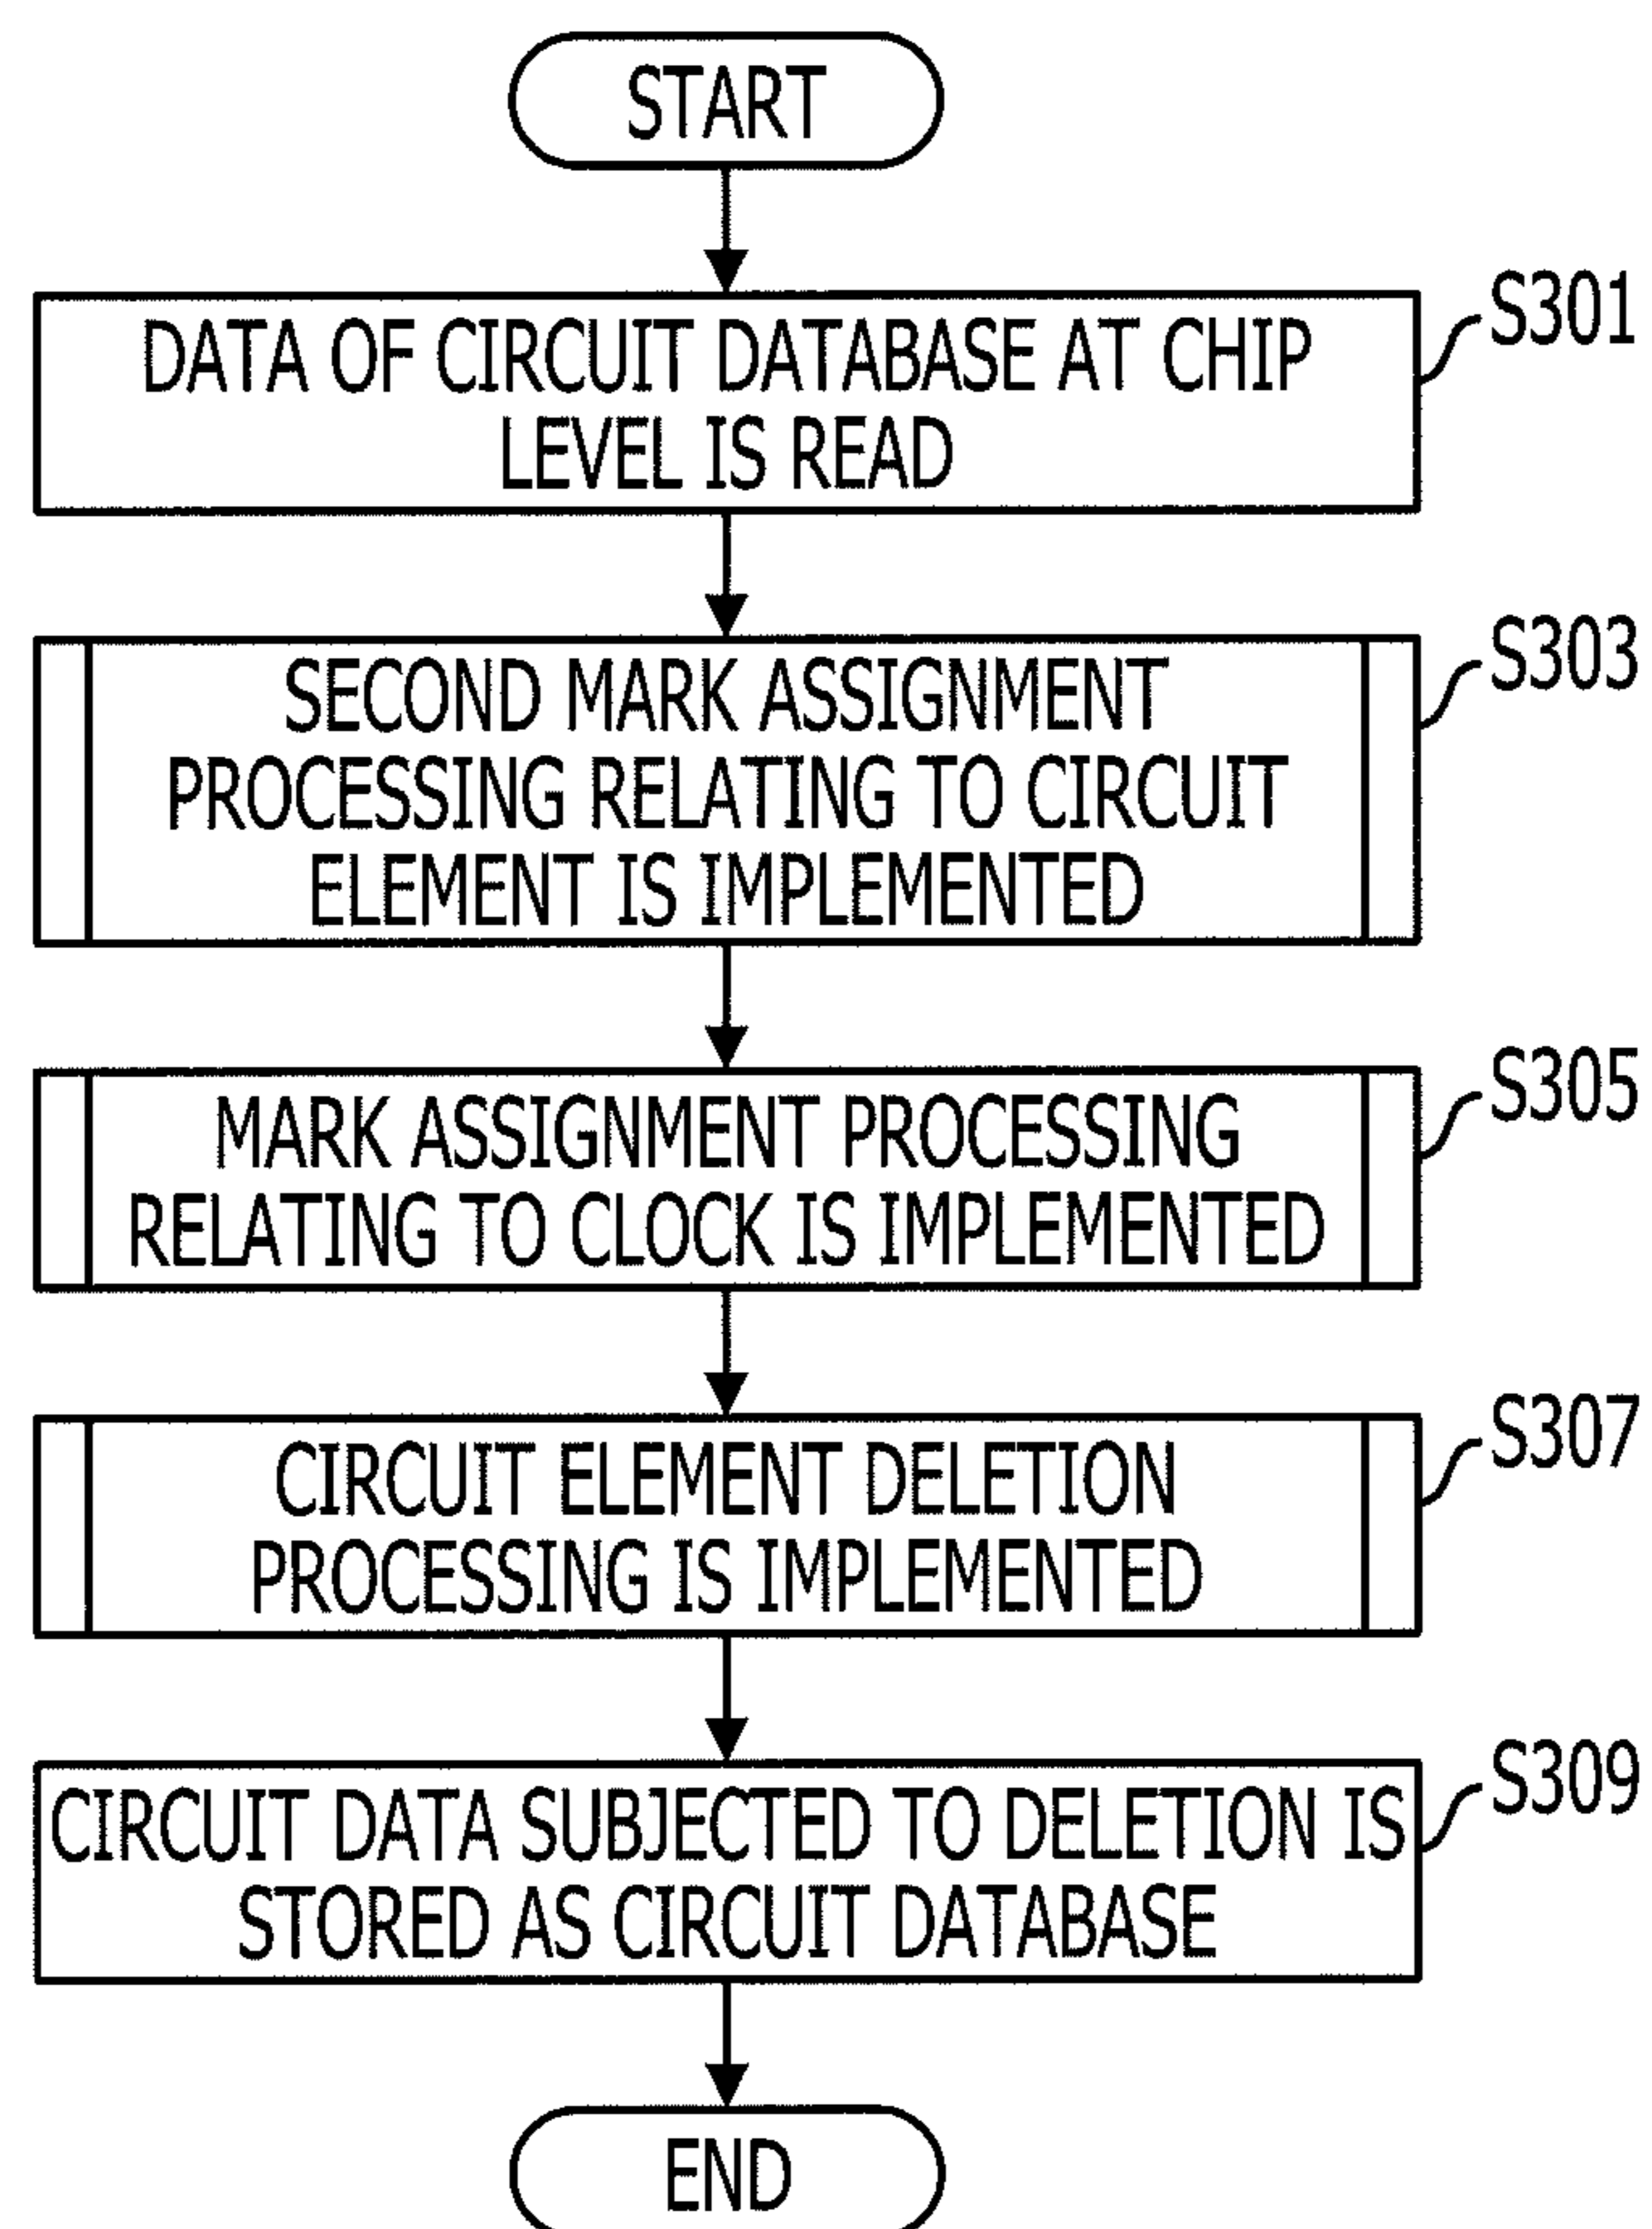 START
S301
DATA OF CIRCUIT DATABASE AT CHIP
LEVEL IS READ
S303
SECOND MARK ASSIGNMENT
PROCESSING RELATING TO CIRCUIT
ELEMENT IS IMPLEMENTED
S305
MARK ASSIGNMENT PROCESSING
RELATING TO CLOCK IS IMPLEMENTED
S307
CIRCUIT ELEMENT DELETION
PROCESSING IS IMPLEMENTED
S309
CIRCUIT DATA SUBJECTED TO DELETION IS
STORED AS CIRCUIT DATABASE
END